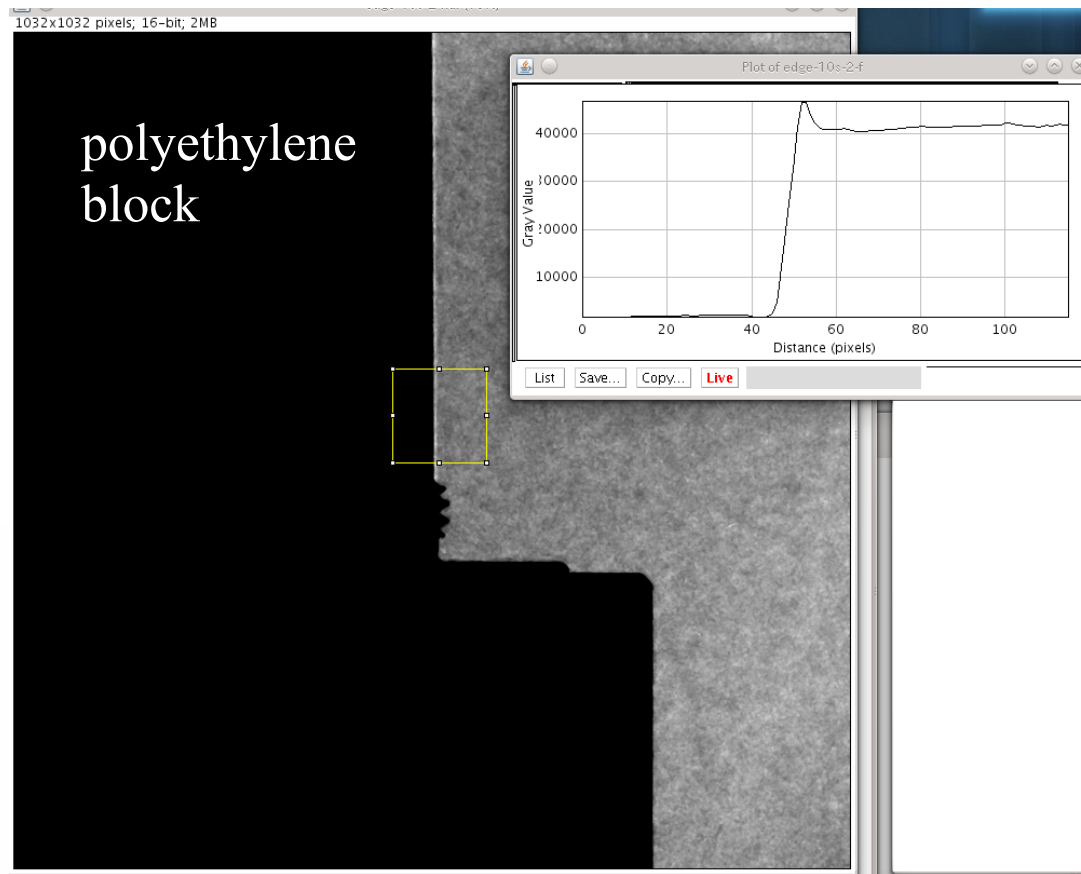 1032x1032 pixels; 16-bit; 2MB
polyethylene
block
Plot of edge-10s-2-f
40000
30000
20000
10000
Gray Value
0 20 40 60 80 100
Distance (pixels)
List Save... Copy... Live